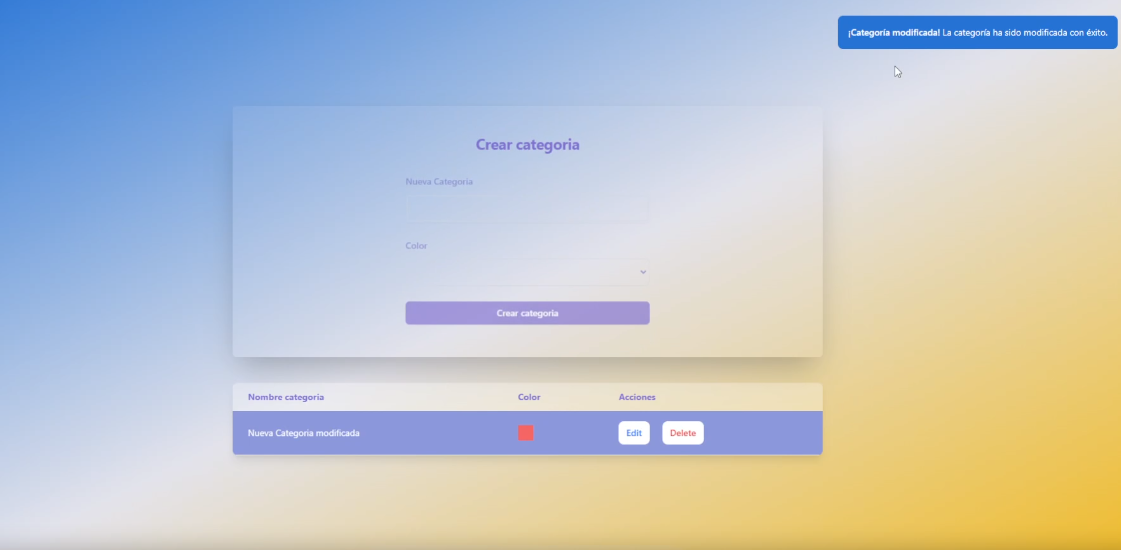 ¡Categoría modificada! La categoría ha sido modificada con éxito.
Crear categoria
Nueva Categoria
Color
Crear categoria
Nombre categoria Color Acciones
Nueva Categoria modificada Edit Delete